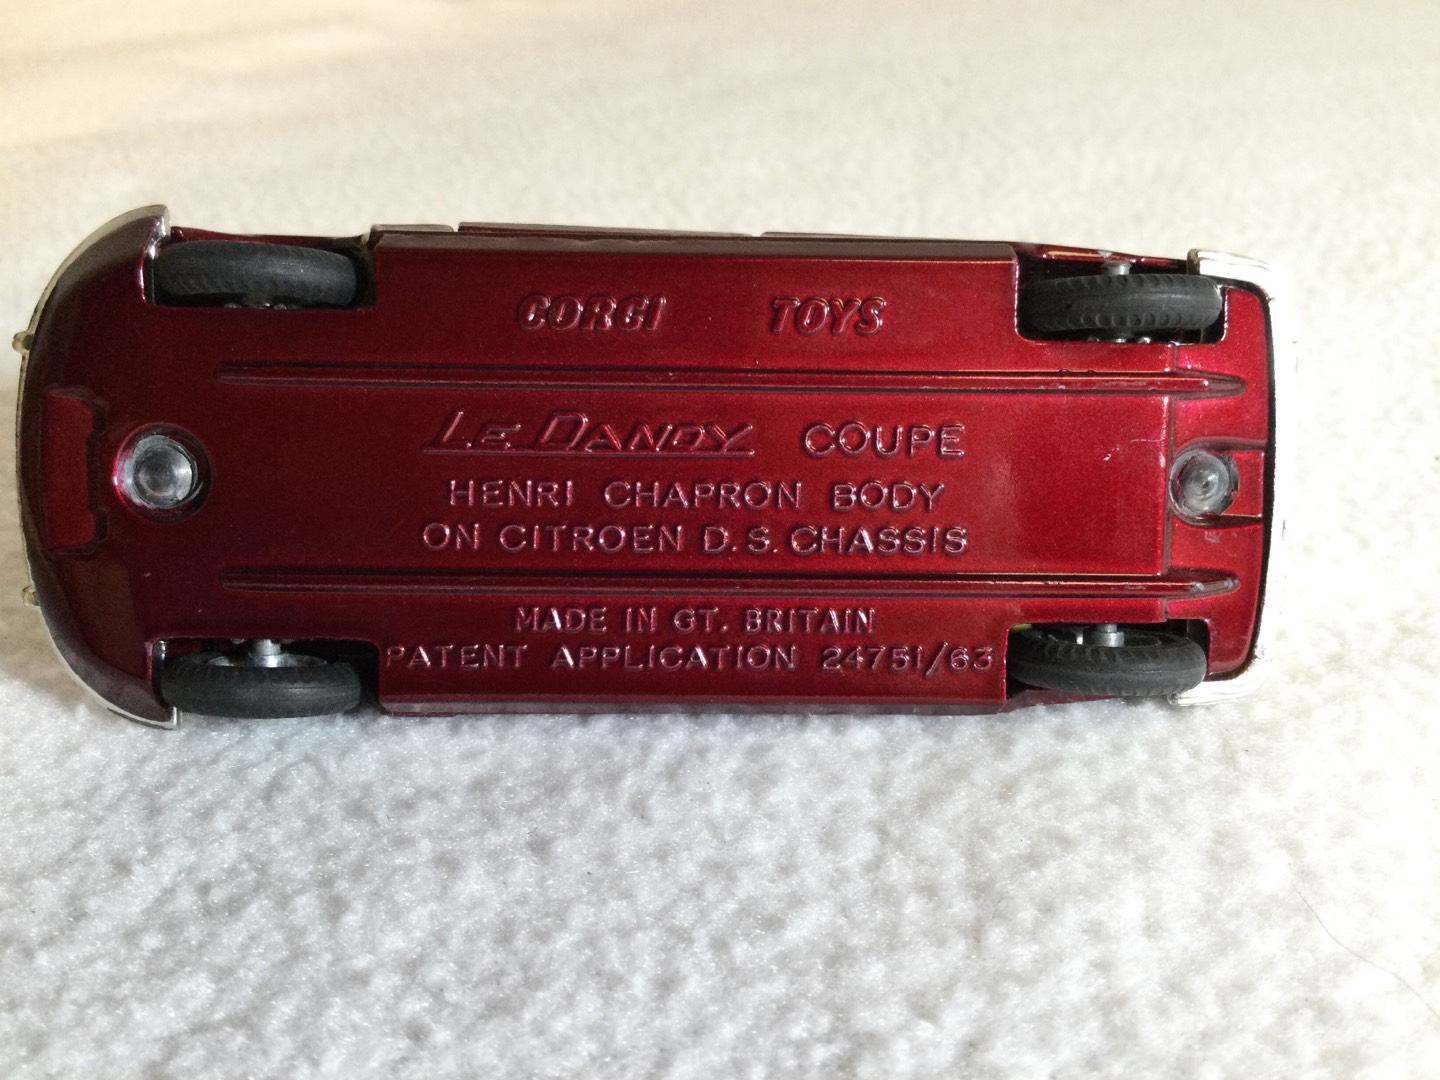 CORGI TOYS
LE DANDY COUPE
HENRI CHAPRON BODY
ON CITROEN D.S. CHASSIS
MADE IN GT. BRITAIN
PATENT APPLICATION 24751/63